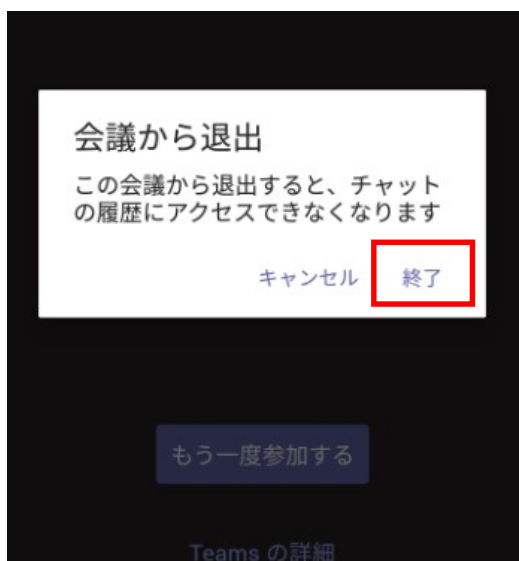 会議から退出
この会議から退出すると、チャット
の履歴にアクセスできなくなります
キャンセル 終了
もう一度参加する
Teams の詳細